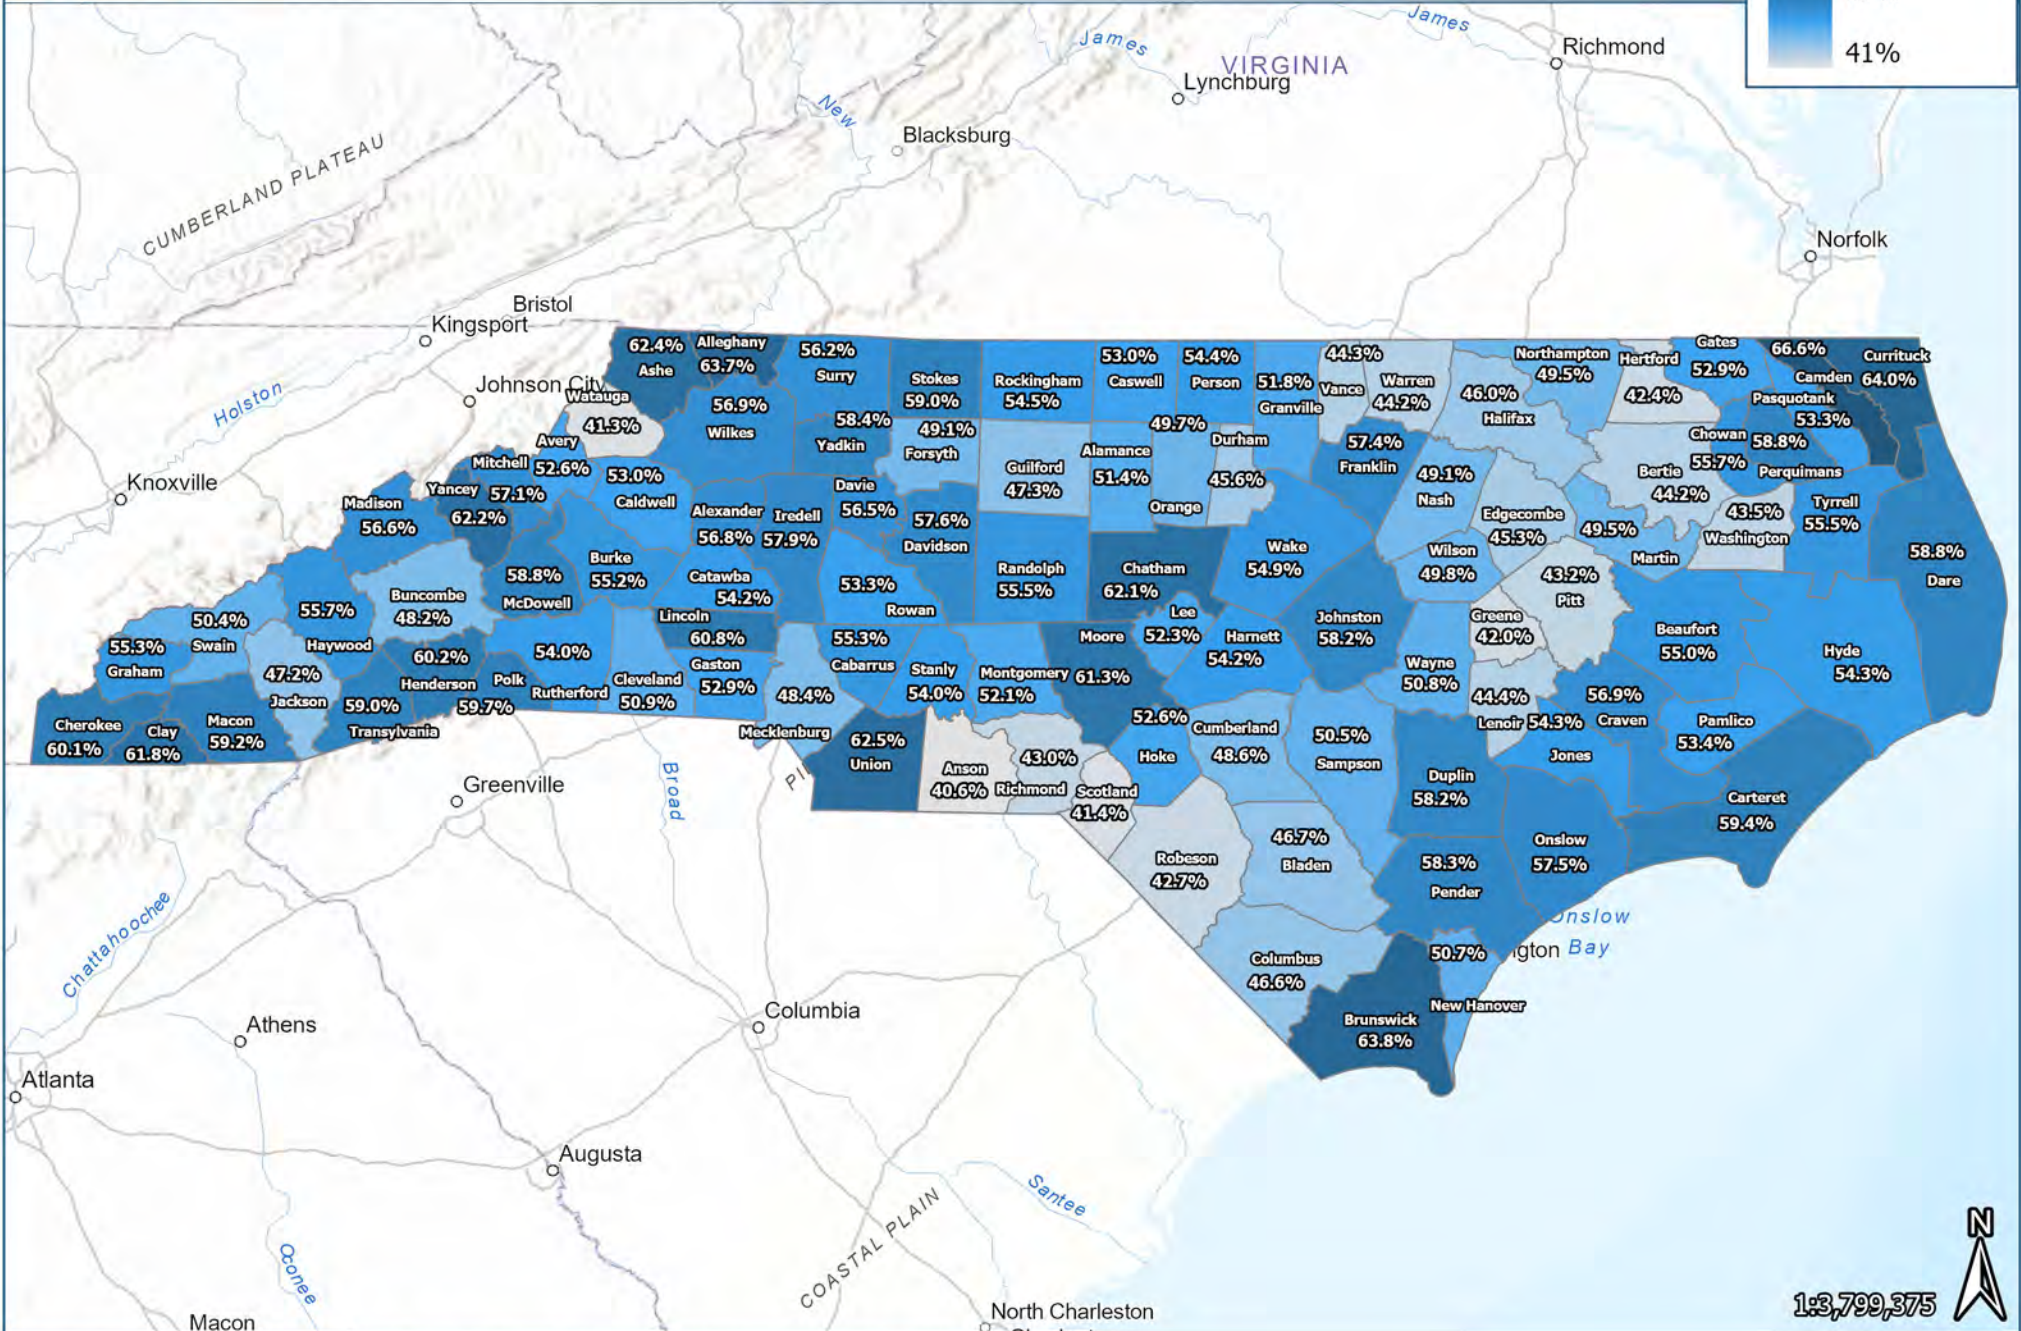 41%
James
James
Richmond
VIRGINIA
Lynchburg
New
Blacksburg
CUMBERLAND PLATEAU
Norfolk
Bristol
Kingsport
Johnson City
Holston
Knoxville
62.4%
Ashe
Alleghany
63.7%
56.2%
Surry
Stokes
59.0%
Rockingham
54.5%
53.0%
Caswell
54.4%
Person
51.8%
Granville
44.3%
Vance
Warren
44.2%
46.0%
Halifax
Northampton
49.5%
Hertford
42.4%
Gates
52.9%
66.6%
Camden
Currituck
64.0%
Pasquotank
53.3%
Watauga
41.3%
56.9%
Wilkes
58.4%
Yadkin
49.1%
Forsyth
Guilford
47.3%
Alamance
51.4%
49.7%
Orange
Durham
45.6%
57.4%
Franklin
49.1%
Nash
Edgecombe
45.3%
49.5%
Martin
Bertie
44.2%
Chowan
55.7%
58.8%
Perquimans
43.5%
Washington
Tyrrell
55.5%
58.8%
Dare
Avery
52.6%
Mitchell
57.1%
Yancey
62.2%
Madison
56.6%
53.0%
Caldwell
Alexander
56.8%
Iredell
57.9%
Davie
56.5%
57.6%
Davidson
Randolph
55.5%
Chatham
62.1%
Wake
54.9%
Wilson
49.8%
43.2%
Pitt
Greene
42.0%
Buncombe
48.2%
58.8%
McDowell
Burke
55.2%
Catawba
54.2%
Lincoln
60.8%
53.3%
Rowan
Lee
52.3%
Harnett
54.2%
Johnston
58.2%
Wayne
50.8%
44.4%
Lenoir
Beaufort
55.0%
Hyde
54.3%
50.4%
Swain
55.7%
Haywood
55.3%
Graham
47.2%
Jackson
60.2%
Henderson
Polk
59.7%
54.0%
Rutherford
Cleveland
50.9%
Gaston
52.9%
48.4%
Mecklenburg
55.3%
Cabarrus
Stanly
54.0%
Montgomery
52.1%
Moore
61.3%
52.6%
Hoke
Cumberland
48.6%
50.5%
Sampson
56.9%
Craven
54.3%
Jones
Pamlico
53.4%
Cherokee
60.1%
Clay
61.8%
Macon
59.2%
59.0%
Transylvania
62.5%
Union
Anson
40.6%
43.0%
Richmond
Scotland
41.4%
Duplin
58.2%
Carteret
59.4%
Onslow
57.5%
Robeson
42.7%
46.7%
Bladen
58.3%
Pender
Columbus
46.6%
50.7%
New Hanover
Brunswick
63.8%
Onslow
Bay
Greenville
Broad
Chattahoochee
Athens
Atlanta
Columbia
Augusta
Oconee
Macon
Santee
COASTAL PLAIN
North Charleston
N
1:3,799,375